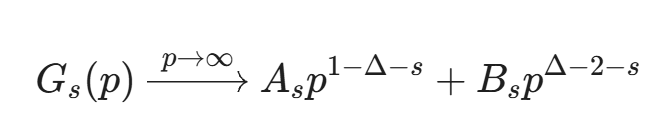 G_s(p) \xrightarrow{p \to \infty} A_s p^{1-\Delta-s} + B_s p^{\Delta-2-s}